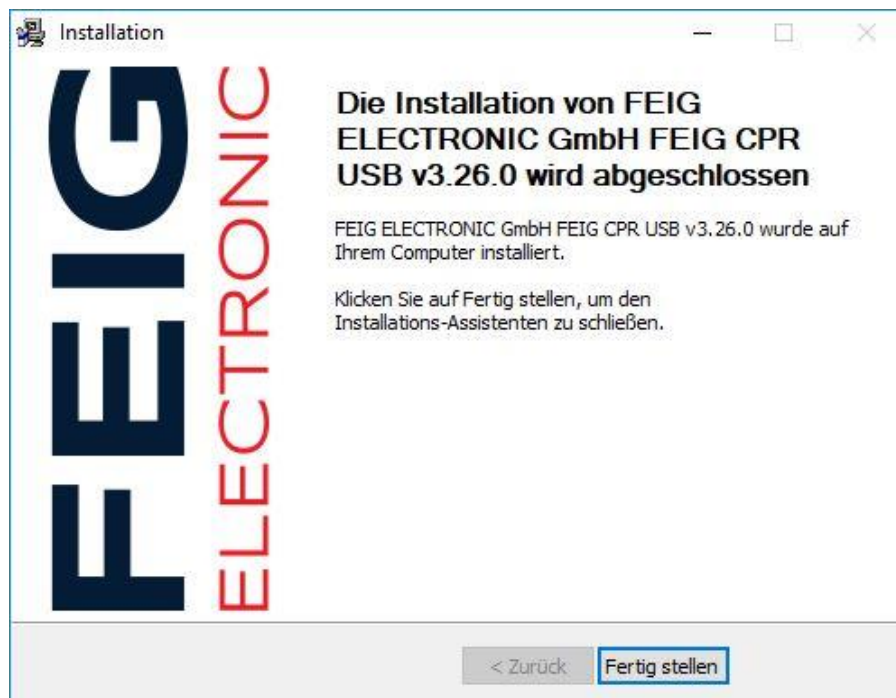 Installation
FEIG
ELECTRONIC
Die Installation von FEIG
ELECTRONIC GmbH FEIG CPR
USB v3.26.0 wird abgeschlossen
FEIG ELECTRONIC GmbH FEIG CPR USB v3.26.0 wurde auf
Ihrem Computer installiert.
Klicken Sie auf Fertig stellen, um den
Installations-Assistenten zu schließen.
< Zurück
Fertig stellen